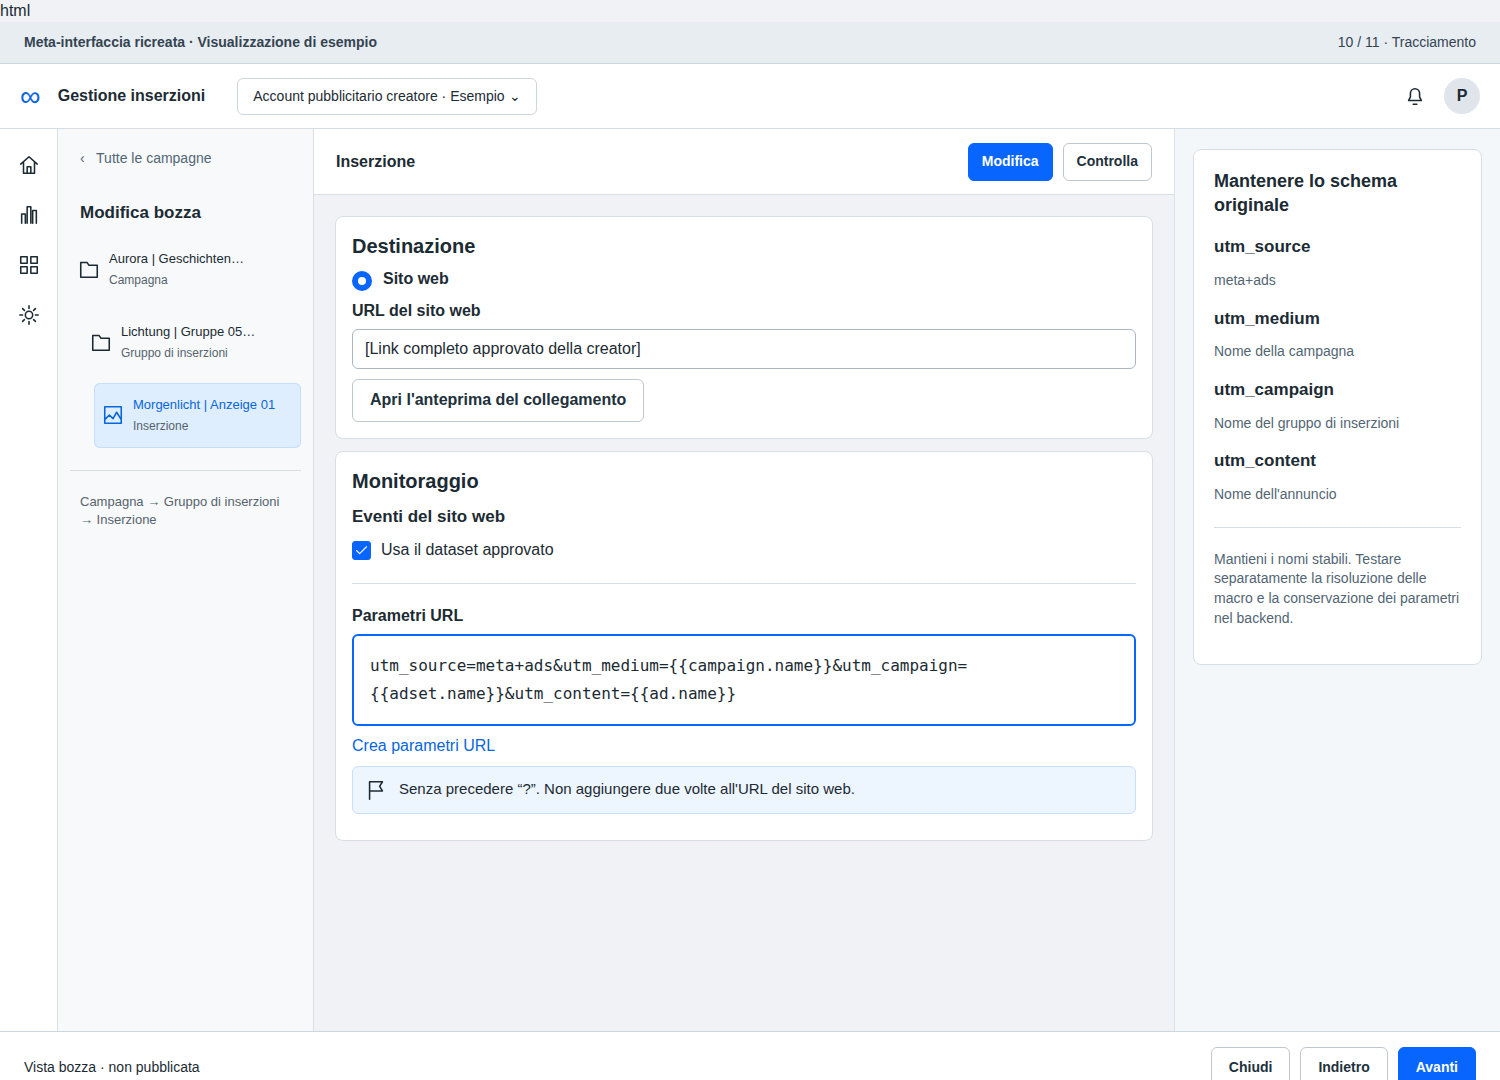 html
Meta-interfaccia ricreata · Visualizzazione di esempio
10 / 11 · Tracciamento
Gestione inserzioni
Account pubblicitario creatore · Esempio
P
‹ Tutte le campagne
Modifica bozza
Aurora | Geschichten…
Campagna
Lichtung | Gruppe 05…
Gruppo di inserzioni
Morgenlicht | Anzeige 01
Inserzione
Campagna → Gruppo di inserzioni
→ Inserzione
Inserzione
Modifica
Controlla
Destinazione
Sito web
URL del sito web
[Link completo approvato della creator]
Apri l'anteprima del collegamento
Monitoraggio
Eventi del sito web
Usa il dataset approvato
Parametri URL
utm_source=meta+ads&utm_medium={{campaign.name}}&utm_campaign=
{{adset.name}}&utm_content={{ad.name}}
Crea parametri URL
Senza precedere “?”. Non aggiungere due volte all'URL del sito web.
Mantenere lo schema
originale
utm_source
meta+ads
utm_medium
Nome della campagna
utm_campaign
Nome del gruppo di inserzioni
utm_content
Nome dell'annuncio
Mantieni i nomi stabili. Testare
separatamente la risoluzione delle
macro e la conservazione dei parametri
nel backend.
Vista bozza · non pubblicata
Chiudi
Indietro
Avanti